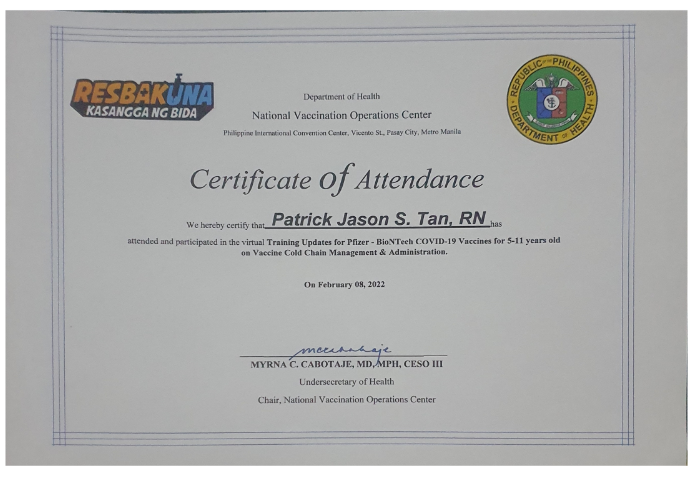 RESBAKUNA
KASANGGA NG BIDA
REPUBLIC OF THE PHILIPPINES
DEPARTMENT OF HEALTH
Department of Health
National Vaccination Operations Center
Philippine International Convention Center, Vicento St., Pasay City, Metro Manila
Certificate of Attendance
We hereby certify that Patrick Jason S. Tan, RN has
attended and participated in the virtual Training Updates for Pfizer - BioNTech COVID-19 Vaccines for 5-11 years old
on Vaccine Cold Chain Management & Administration.
On February 08, 2022
MYRNA C. CABOTAJE, MD, MPH, CESO III
Undersecretary of Health
Chair, National Vaccination Operations Center